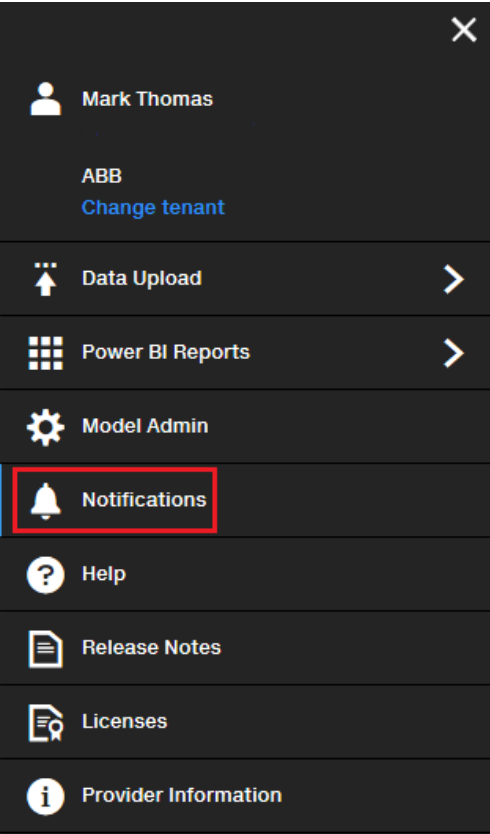 Mark Thomas
ABB
Change tenant
Data Upload
Power BI Reports
Model Admin
Notifications
Help
Release Notes
Licenses
Provider Information